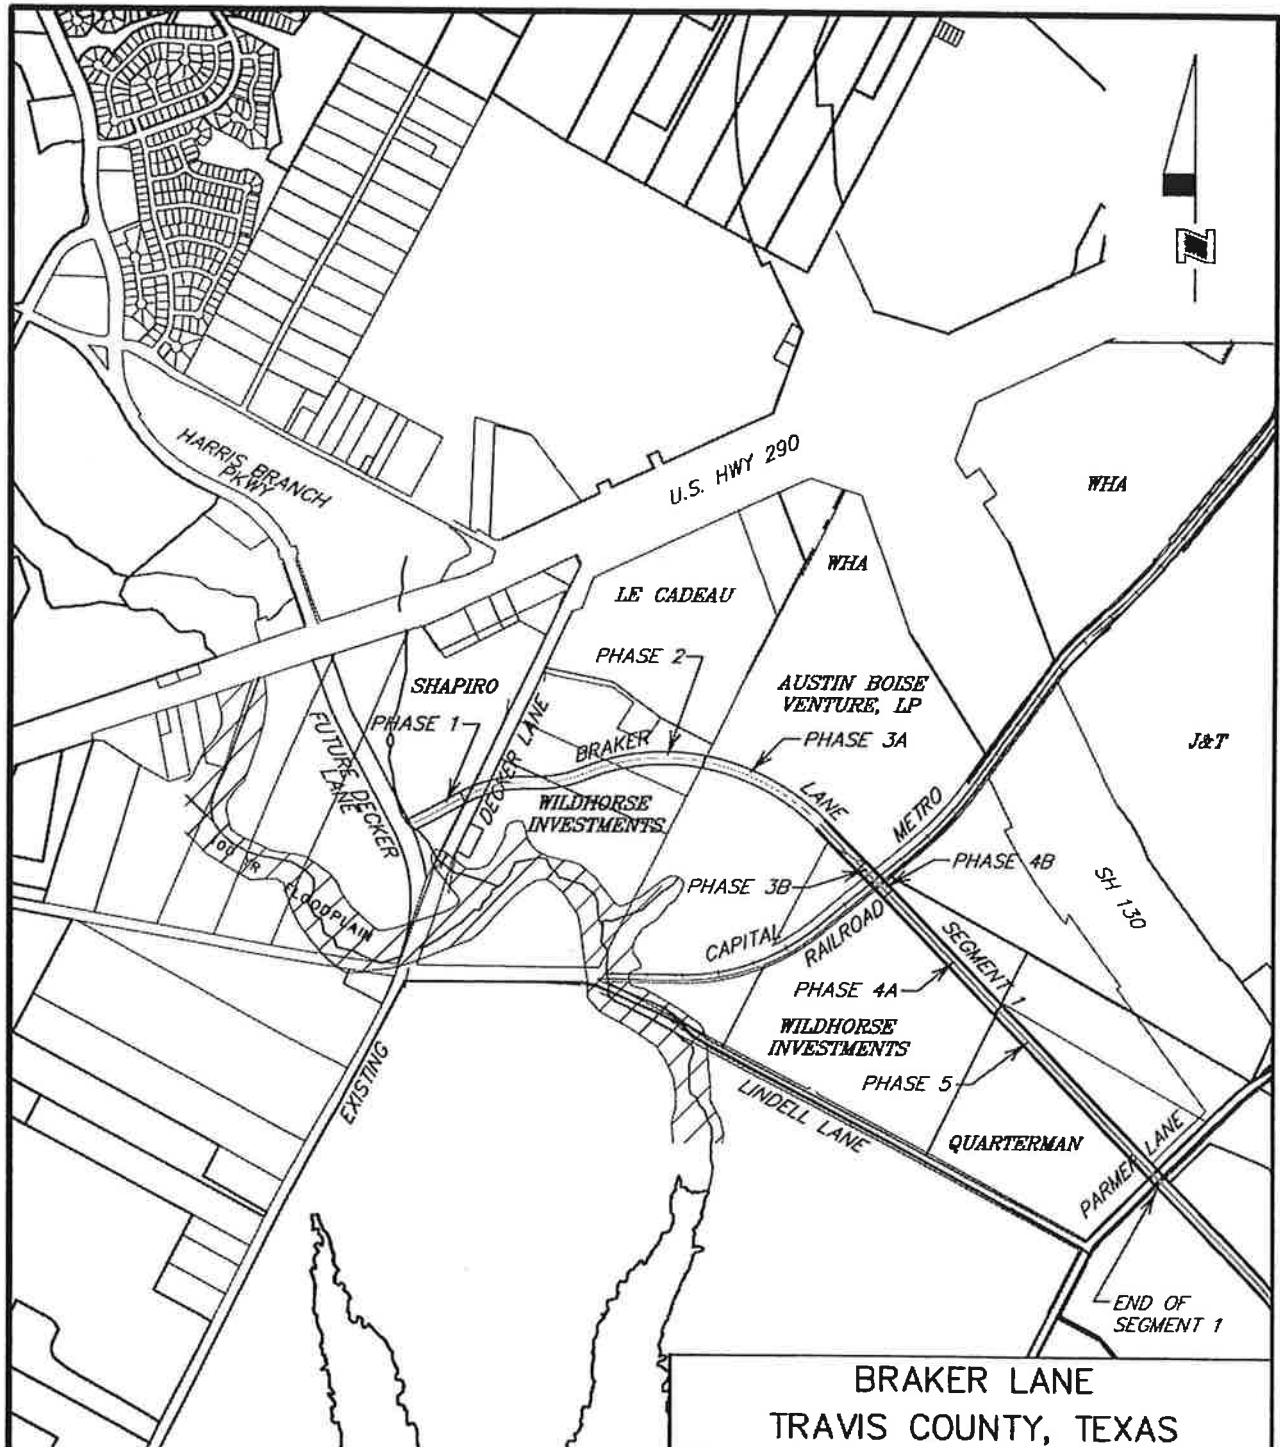 N
HARRIS BRANCH
PKWY
U.S. HWY 290
WHA
WHA
LE CADEAU
PHASE 2
SHAPIRO
AUSTIN BOISE
VENTURE, LP
PHASE 1
PHASE 3A
J&T
FUTURE DECKER
LANE
DECKER LANE
BRAKER
LANE
WILDHORSE
INVESTMENTS
METRO
100 YR FLOODPLAIN
PHASE 3B
PHASE 4B
SH 130
CAPITAL
RAILROAD
SEGMENT 1
PHASE 4A
WILDHORSE
INVESTMENTS
EXISTING
PHASE 5
LINDELL LANE
QUARTERMAN
PARMER LANE
END OF
SEGMENT 1
BRAKER LANE
TRAVIS COUNTY, TEXAS